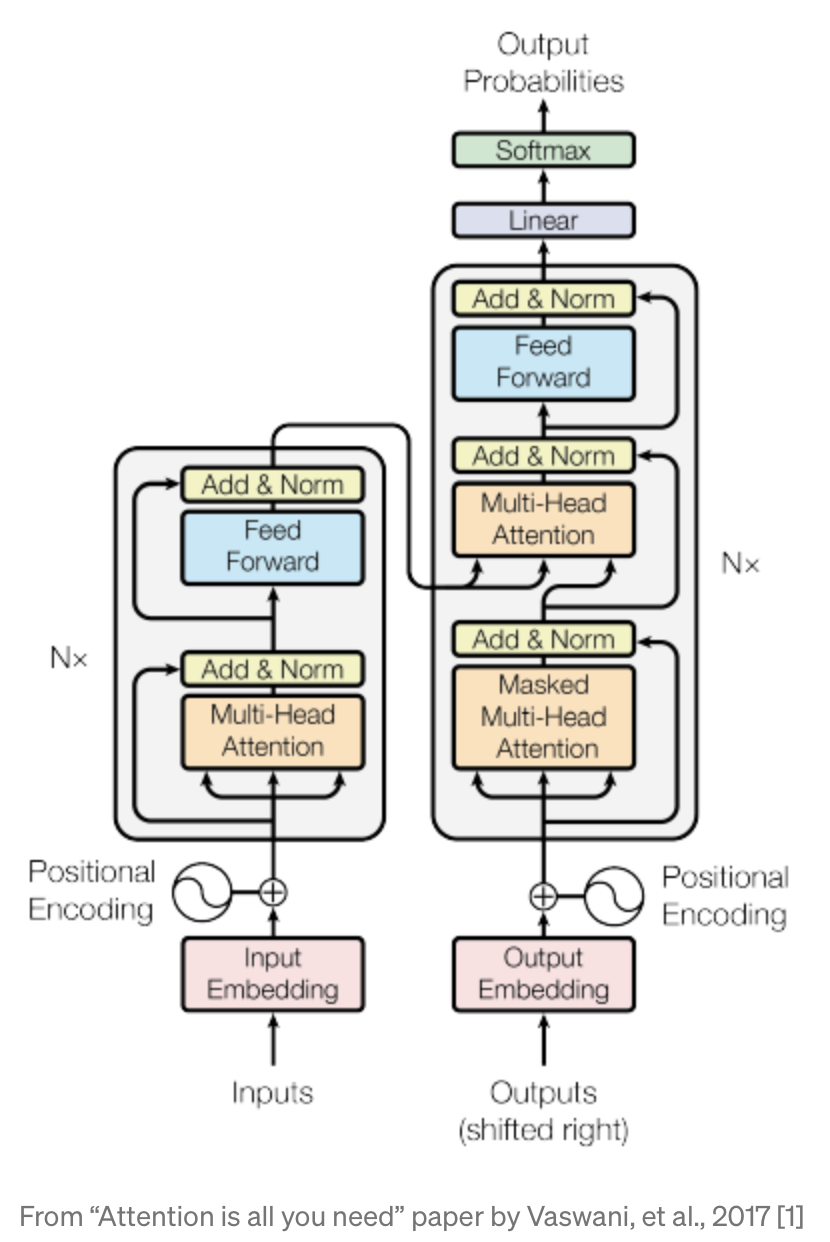 Output
Probabilities
Softmax
Linear
Add & Norm
Feed
Forward
Add & Norm
Multi-Head
Attention
Add & Norm
Masked
Multi-Head
Attention
N×
Add & Norm
Feed
Forward
Add & Norm
Multi-Head
Attention
N×
Positional
Encoding
Positional
Encoding
Input
Embedding
Output
Embedding
Inputs
Outputs
(shifted right)
From “Attention is all you need” paper by Vaswani, et al., 2017 [1]